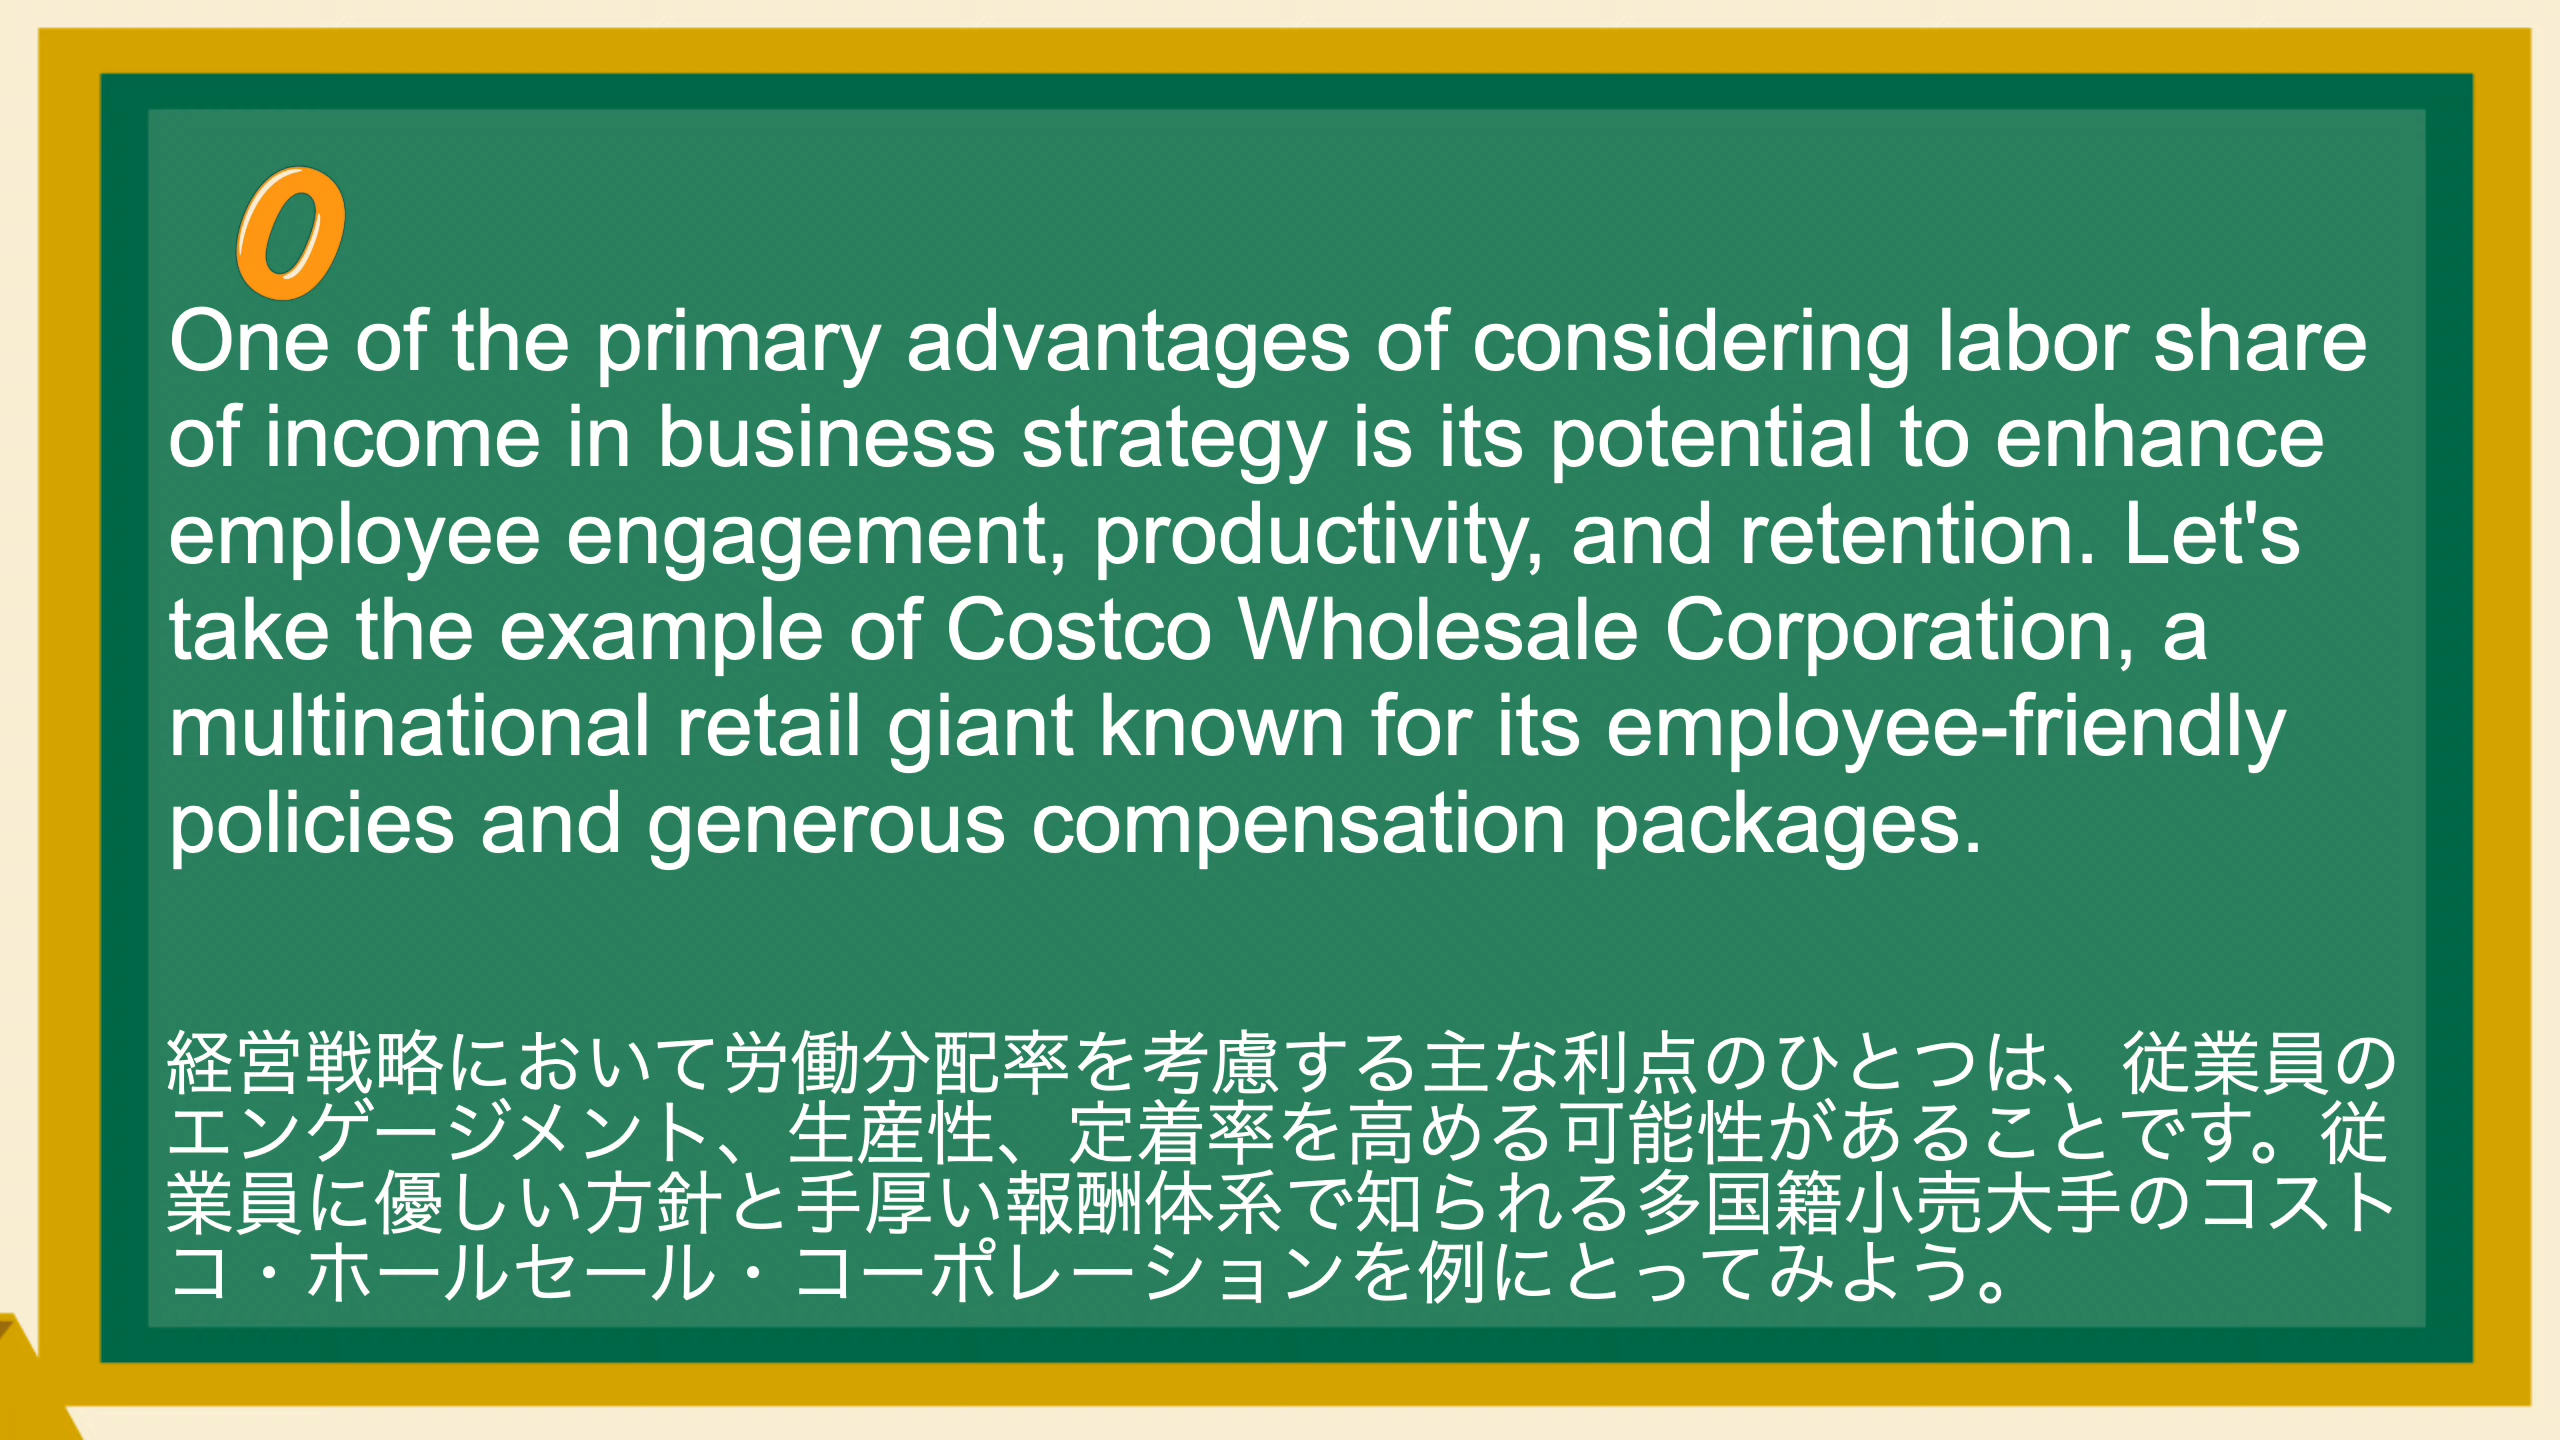 0
One of the primary advantages of considering labor share
of income in business strategy is its potential to enhance
employee engagement, productivity, and retention. Let's
take the example of Costco Wholesale Corporation, a
multinational retail giant known for its employee-friendly
policies and generous compensation packages.
経営戦略において労働分配率を考慮する主な利点のひとつは、従業員の
エンゲージメント、生産性、定着率を高める可能性があることです。従
業員に優しい方針と手厚い報酬体系で知られる多国籍小売大手のコスト
コ・ホールセール・コーポレーションを例にとってみよう。